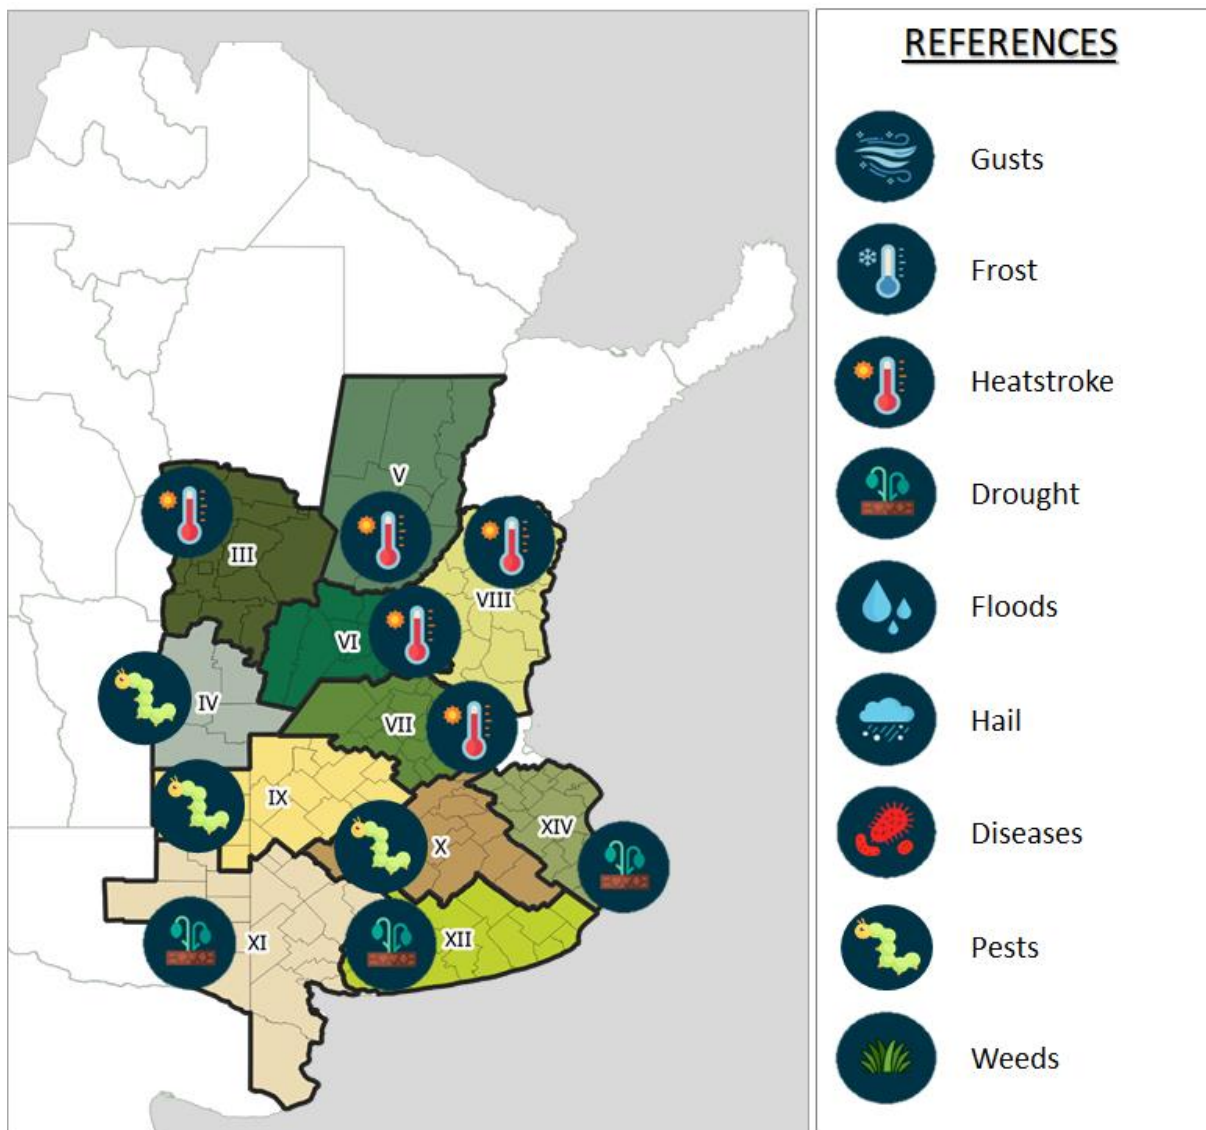 REFERENCES
Gusts
Frost
Heatstroke
Drought
Floods
Hail
Diseases
Pests
Weeds
V
III
VIII
VI
IV
VII
IX
XIV
X
XI
XII